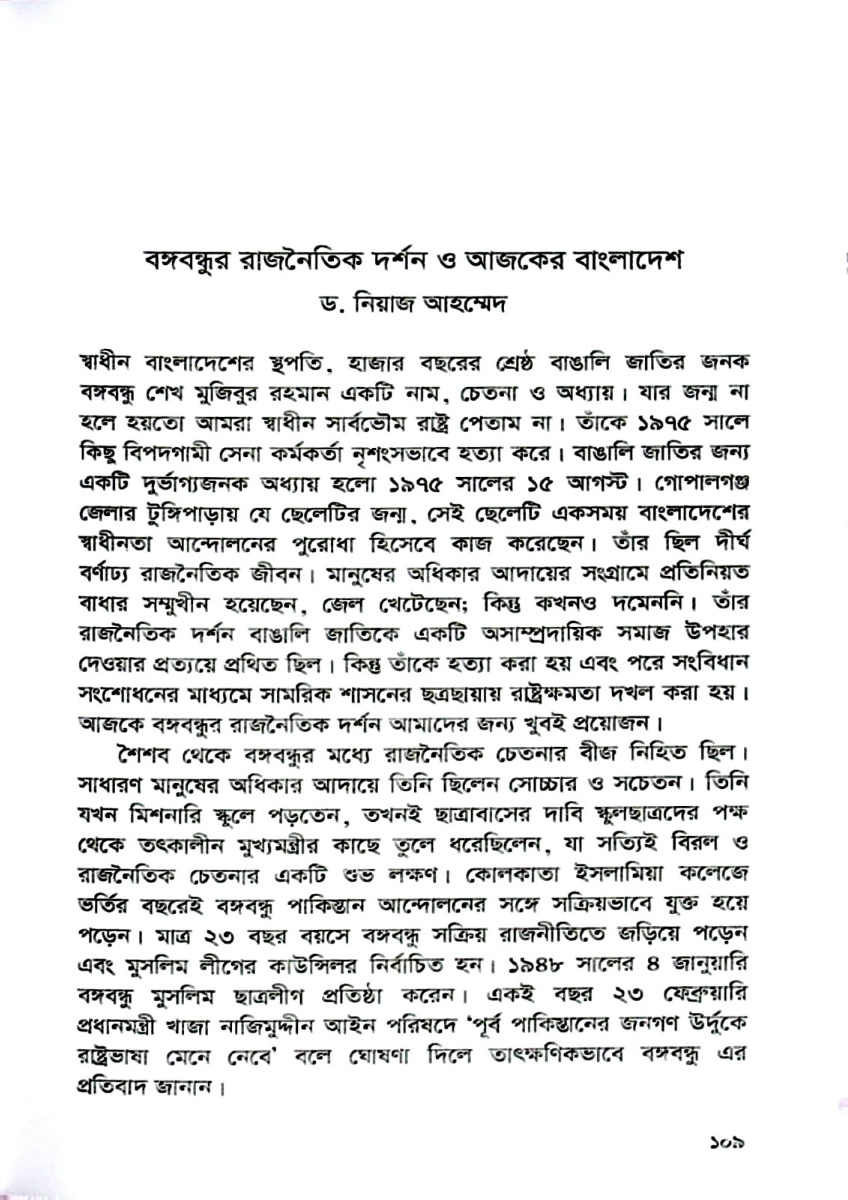 বঙ্গবন্ধুর রাজনৈতিক দর্শন ও আজকের বাংলাদেশ
ড. নিয়াজ আহম্মেদ
স্বাধীন বাংলাদেশের স্থপতি, হাজার বছরের শ্রেষ্ঠ বাঙালি জাতির জনক
বঙ্গবন্ধু শেখ মুজিবুর রহমান একটি নাম, চেতনা ও অধ্যায়। যার জন্ম না
হলে হয়তো আমরা স্বাধীন সার্বভৌম রাষ্ট্র পেতাম না। তাঁকে ১৯৭৫ সালে
কিছু বিপদগামী সেনা কর্মকর্তা নৃশংসভাবে হত্যা করে। বাঙালি জাতির জন্য
একটি দুর্ভাগ্যজনক অধ্যায় হলো ১৯৭৫ সালের ১৫ আগস্ট। গোপালগঞ্জ
জেলার টুঙ্গিপাড়ায় যে ছেলেটির জন্ম, সেই ছেলেটি একসময় বাংলাদেশের
স্বাধীনতা আন্দোলনের পুরোধা হিসেবে কাজ করেছেন। তাঁর ছিল দীর্ঘ
বর্ণাঢ্য রাজনৈতিক জীবন। মানুষের অধিকার আদায়ের সংগ্রামে প্রতিনিয়ত
বাধার সম্মুখীন হয়েছেন, জেল খেটেছেন; কিন্তু কখনও দমেননি। তাঁর
রাজনৈতিক দর্শন বাঙালি জাতিকে একটি অসাম্প্রদায়িক সমাজ উপহার
দেওয়ার প্রত্যয়ে প্রথিত ছিল। কিন্তু তাঁকে হত্যা করা হয় এবং পরে সংবিধান
সংশোধনের মাধ্যমে সামরিক শাসনের ছত্রছায়ায় রাষ্ট্রক্ষমতা দখল করা হয়।
আজকে বঙ্গবন্ধুর রাজনৈতিক দর্শন আমাদের জন্য খুবই প্রয়োজন।
শৈশব থেকে বঙ্গবন্ধুর মধ্যে রাজনৈতিক চেতনার বীজ নিহিত ছিল।
সাধারণ মানুষের অধিকার আদায়ে তিনি ছিলেন সোচ্চার ও সচেতন। তিনি
যখন মিশনারি স্কুলে পড়তেন, তখনই ছাত্রাবাসের দাবি স্কুলছাত্রদের পক্ষ
থেকে তৎকালীন মুখ্যমন্ত্রীর কাছে তুলে ধরেছিলেন, যা সত্যিই বিরল ও
রাজনৈতিক চেতনার একটি শুভ লক্ষণ। কোলকাতা ইসলামিয়া কলেজে
ভর্তির বছরেই বঙ্গবন্ধু পাকিস্তান আন্দোলনের সঙ্গে সক্রিয়ভাবে যুক্ত হয়ে
পড়েন। মাত্র ২৩ বছর বয়সে বঙ্গবন্ধু সক্রিয় রাজনীতিতে জড়িয়ে পড়েন
এবং মুসলিম লীগের কাউন্সিলর নির্বাচিত হন। ১৯৪৮ সালের ৪ জানুয়ারি
বঙ্গবন্ধু মুসলিম ছাত্রলীগ প্রতিষ্ঠা করেন। একই বছর ২৩ ফেব্রুয়ারি
প্রধানমন্ত্রী খাজা নাজিমুদ্দীন আইন পরিষদে ‘পূর্ব পাকিস্তানের জনগণ উর্দুকে
রাষ্ট্রভাষা মেনে নেবে’ বলে ঘোষণা দিলে তাৎক্ষণিকভাবে বঙ্গবন্ধু এর
প্রতিবাদ জানান।
১০৯